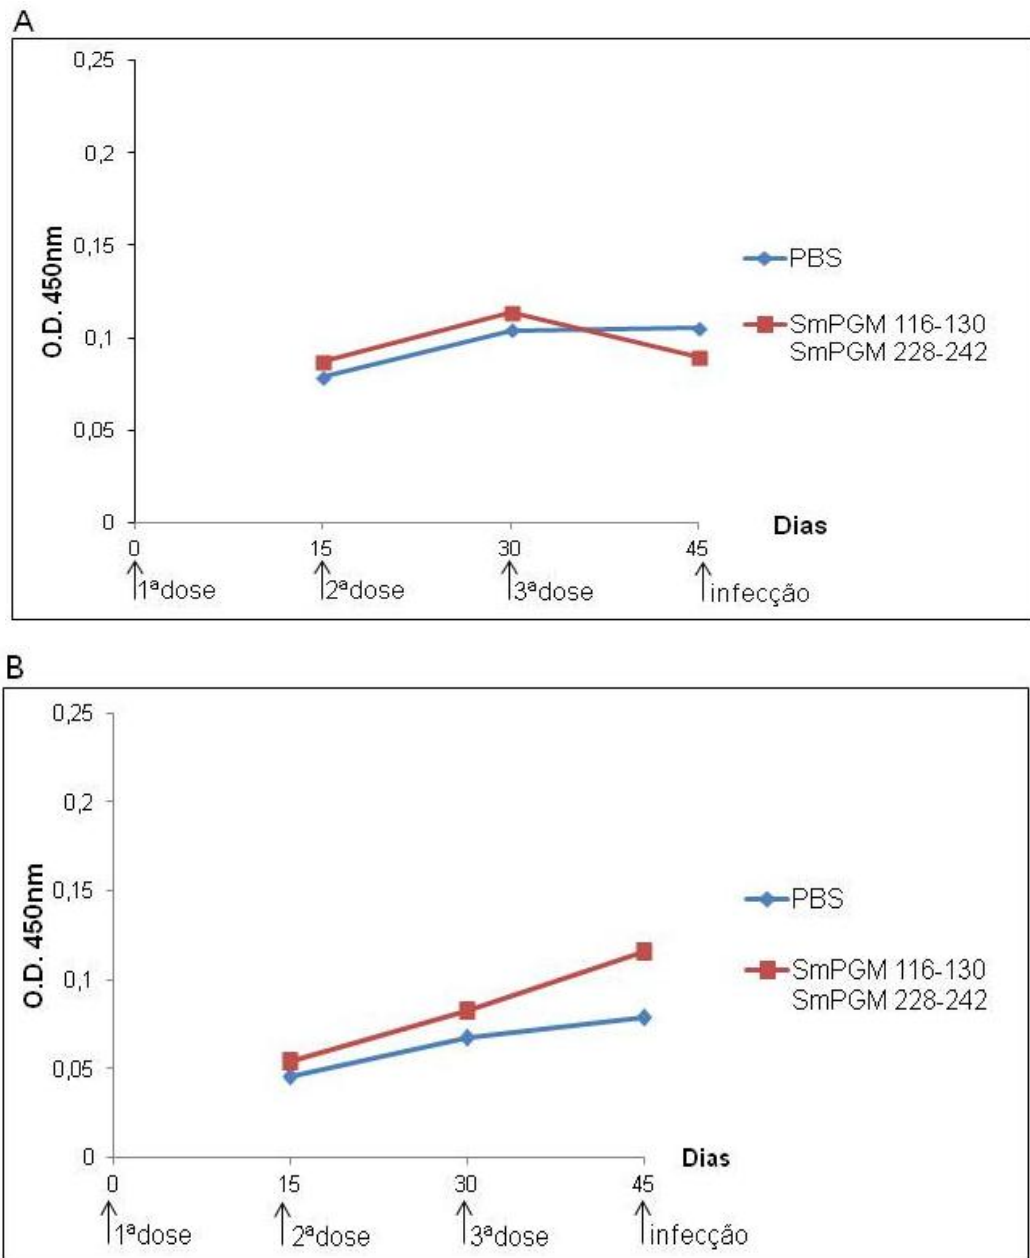 A
0,25
0,2
0,15
0,1
0,05
0
O.D. 450nm
PBS
SmPGM 116-130
SmPGM 228-242
Dias
0 15 30 45
1ªdose 2ªdose 3ªdose infecção
B
0,25
0,2
0,15
0,1
0,05
0
O.D. 450nm
PBS
SmPGM 116-130
SmPGM 228-242
Dias
0 15 30 45
1ªdose 2ªdose 3ªdose infecção